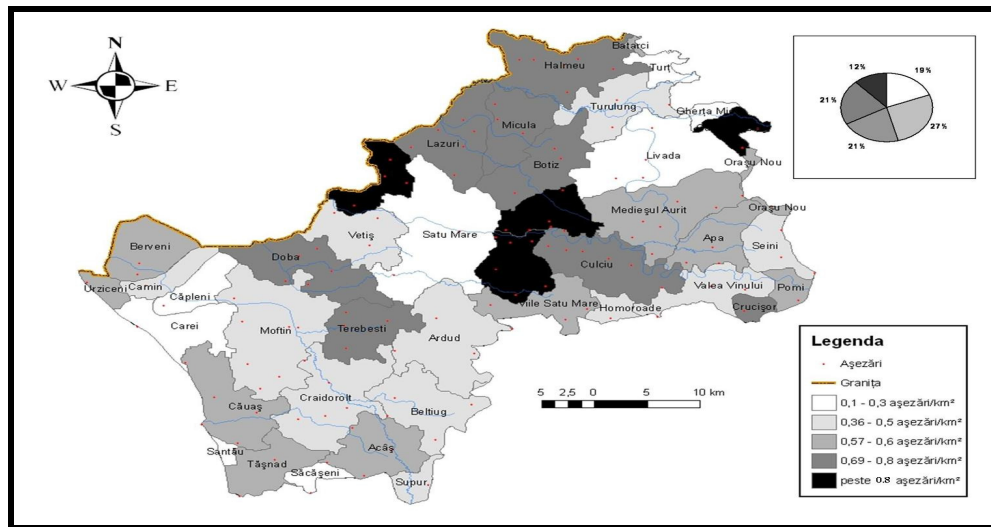 N
W E
S
Batarci
Halmeu
Turț
Turulung
Gherța Mi
Micula
Lazuri
Botiz
Livada
Orașu Nou
12% 19%
21%
27%
21%
Orașu Nou
Medieșul Aurit
Apa
Seini
Vetiș
Satu Mare
Berveni
Doba
Culciu
Urziceni
Camin
Căpleni
Valea Vinului
Pomi
Viile Satu Mare
Homoroade
Crucișor
Carei
Moftin
Terebesti
Ardud
Craidorolt
Căuaș
Beltiug
Acâș
Santău
Tășnad
Săcășeni
Supur
5 2,5 0 5 10 km
Legenda
Așezări
Granița
0,1 - 0,3 așezări/km²
0,36 - 0,5 așezări/km²
0,57 - 0,6 așezări/km²
0,69 - 0,8 așezări/km²
peste 0.8 așezări/km²